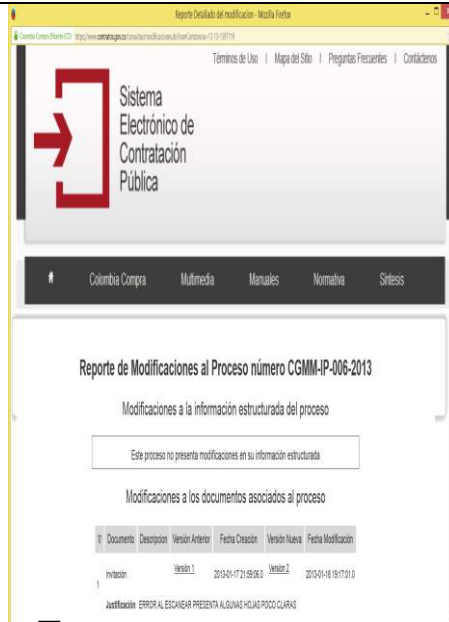 Reporte Detallado del modificacion - Mozilla Firefox
Colombia Compra Eficiente (CO)
Términos de Uso | Mapa del Sitio | Preguntas Frecuentes | Contáctenos
Sistema
Electrónico de
Contratación
Pública
Colombia Compra Multimedia Manuales Normativa Síntesis
Reporte de Modificaciones al Proceso número CGMM-IP-006-2013
Modificaciones a la información estructurada del proceso
Este proceso no presenta modificaciones en su información estructurada
Modificaciones a los documentos asociados al proceso
Documento Descripcion Versión Anterior Fecha Creación Versión Nueva Fecha Modificación
Invitación Versión 1 2013-01-17 21:59:06.0 Versión 2 2013-01-18 19:17:01.0
1
Justificación ERROR AL ESCANEAR PRESENTA ALGUNAS HOJAS POCO CLARAS